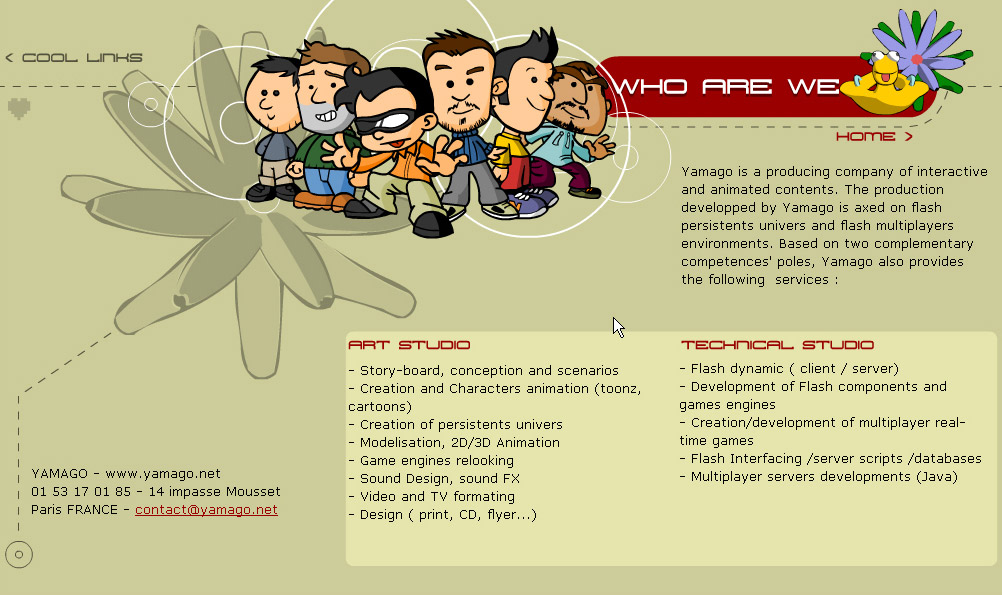 < COOL LINKS
WHO ARE WE
HOME >
Yamago is a producing company of interactive
and animated contents. The production
developped by Yamago is axed on flash
persistents univers and flash multiplayers
environments. Based on two complementary
competences' poles, Yamago also provides
the following  services :
ART STUDIO
- Story-board, conception and scenarios
- Creation and Characters animation (toonz,
cartoons)
- Creation of persistents univers
- Modelisation, 2D/3D Animation
- Game engines relooking
- Sound Design, sound FX
- Video and TV formating
- Design ( print, CD, flyer...)
TECHNICAL STUDIO
- Flash dynamic ( client / server)
- Development of Flash components and
games engines
- Creation/development of multiplayer real-
time games
- Flash Interfacing /server scripts /databases
- Multiplayer servers developments (Java)
YAMAGO - www.yamago.net
01 53 17 01 85 - 14 impasse Mousset
Paris FRANCE - contact@yamago.net